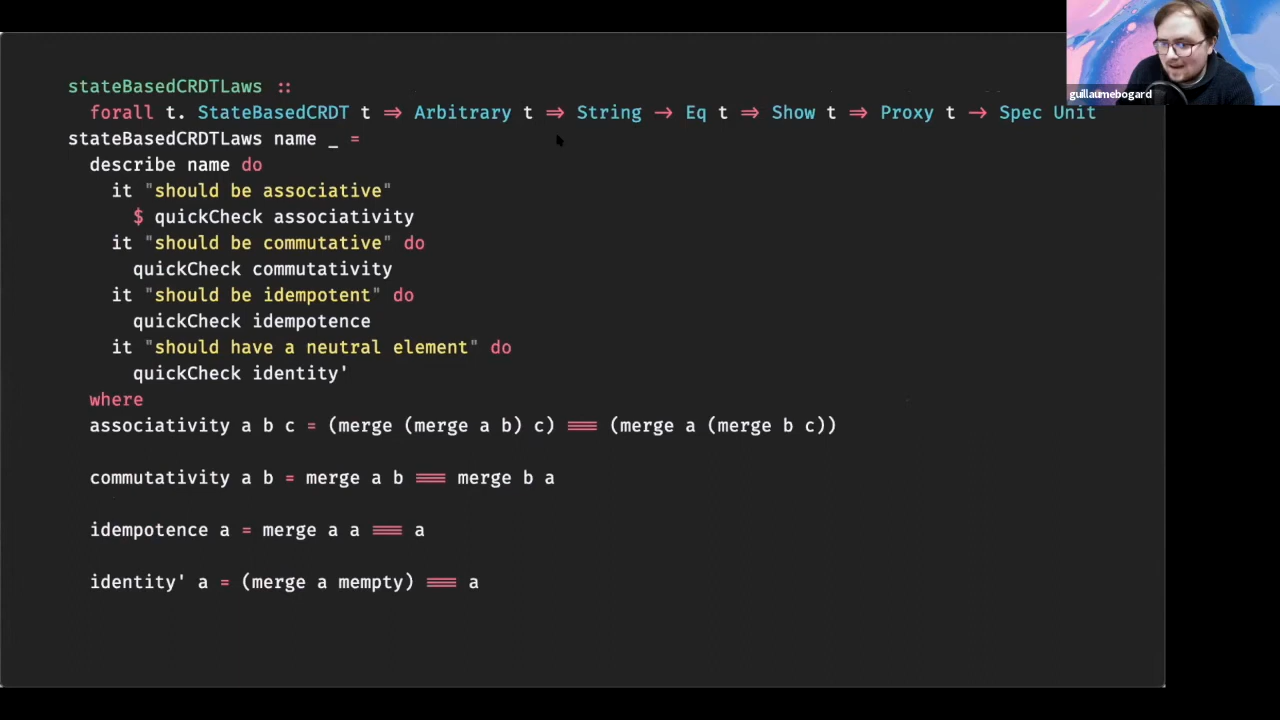 stateBasedCRDTLaws ::
forall t. StateBasedCRDT t ⇒ Arbitrary t ⇒ String → Eq t ⇒ Show t ⇒ Proxy t → Spec Unit
stateBasedCRDTLaws name _ =
describe name do
it "should be associative"
$ quickCheck associativity
it "should be commutative" do
quickCheck commutativity
it "should be idempotent" do
quickCheck idempotence
it "should have a neutral element" do
quickCheck identity'
where
associativity a b c = (merge (merge a b) c) === (merge a (merge b c))
commutativity a b = merge a b === merge b a
idempotence a = merge a a === a
identity' a = (merge a mempty) === a
guillaumebogard